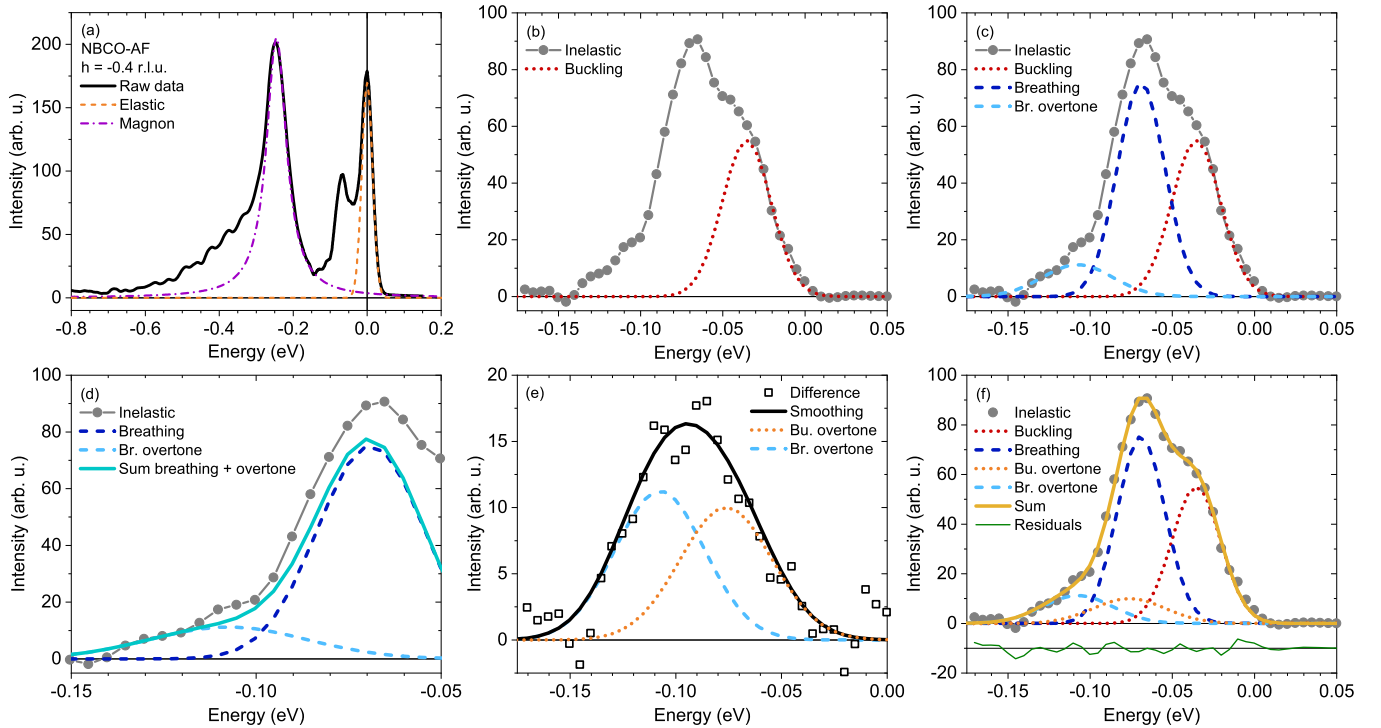 (a)
NBCO-AF
h = -0.4 r.l.u.
Raw data
Elastic
Magnon
Intensity (arb. u.)
200
150
100
50
0
-0.8 -0.6 -0.4 -0.2 0.0 0.2
Energy (eV)
(b)
Inelastic
Buckling
Intensity (arb. u.)
100
80
60
40
20
0
-0.15 -0.10 -0.05 0.00 0.05
Energy (eV)
(c)
Inelastic
Buckling
Breathing
Br. overtone
Intensity (arb. u.)
100
80
60
40
20
0
-0.15 -0.10 -0.05 0.00 0.05
Energy (eV)
(d)
Inelastic
Breathing
Br. overtone
Sum breathing + overtone
Intensity (arb. u.)
100
80
60
40
20
0
-0.15 -0.10 -0.05
Energy (eV)
(e)
Difference
Smoothing
Bu. overtone
Br. overtone
Intensity (arb. u.)
20
15
10
5
0
-0.15 -0.10 -0.05 0.00
Energy (eV)
(f)
Inelastic
Buckling
Breathing
Bu. overtone
Br. overtone
Sum
Residuals
Intensity (arb. u.)
100
80
60
40
20
0
-20
-0.15 -0.10 -0.05 0.00 0.05
Energy (eV)